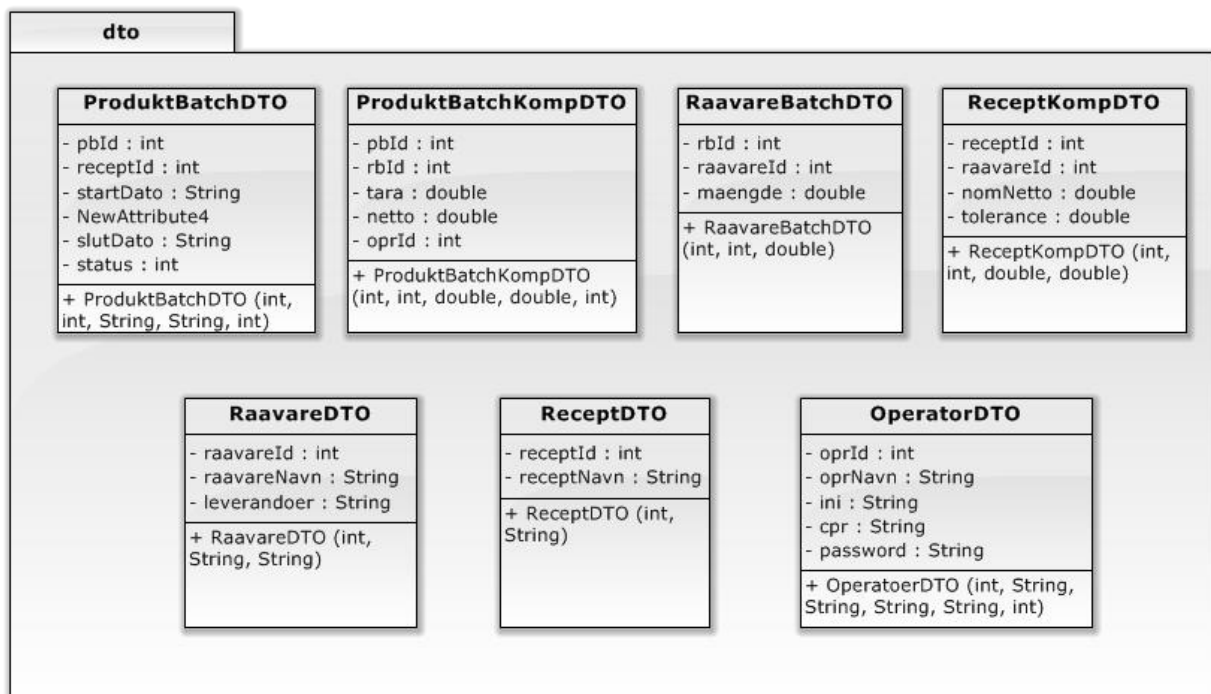 dto
ProduktBatchDTO
- pbId : int
- receptId : int
- startDato : String
- NewAttribute4
- slutDato : String
- status : int
+ ProduktBatchDTO (int,
int, String, String, int)
ProduktBatchKompDTO
- pbId : int
- rbId : int
- tara : double
- netto : double
- oprId : int
+ ProduktBatchKompDTO
(int, int, double, double, int)
RaavareBatchDTO
- rbId : int
- raavareId : int
- maengde : double
+ RaavareBatchDTO
(int, int, double)
ReceptKompDTO
- receptId : int
- raavareId : int
- nomNetto : double
- tolerance : double
+ ReceptKompDTO (int,
int, double, double)
RaavareDTO
- raavareId : int
- raavareNavn : String
- leverandoer : String
+ RaavareDTO (int,
String, String)
ReceptDTO
- receptId : int
- receptNavn : String
+ ReceptDTO (int,
String)
OperatorDTO
- oprId : int
- oprNavn : String
- ini : String
- cpr : String
- password : String
+ OperatoerDTO (int, String,
String, String, String, int)